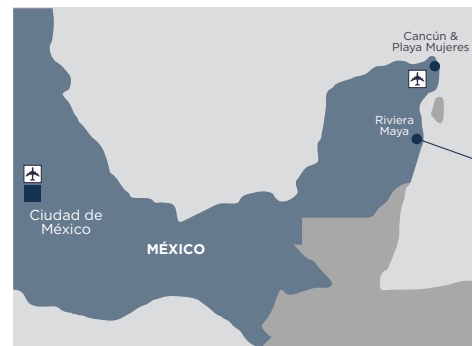 Cancún &
Playa Mujeres
Riviera
Maya
Ciudad de
México
MÉXICO